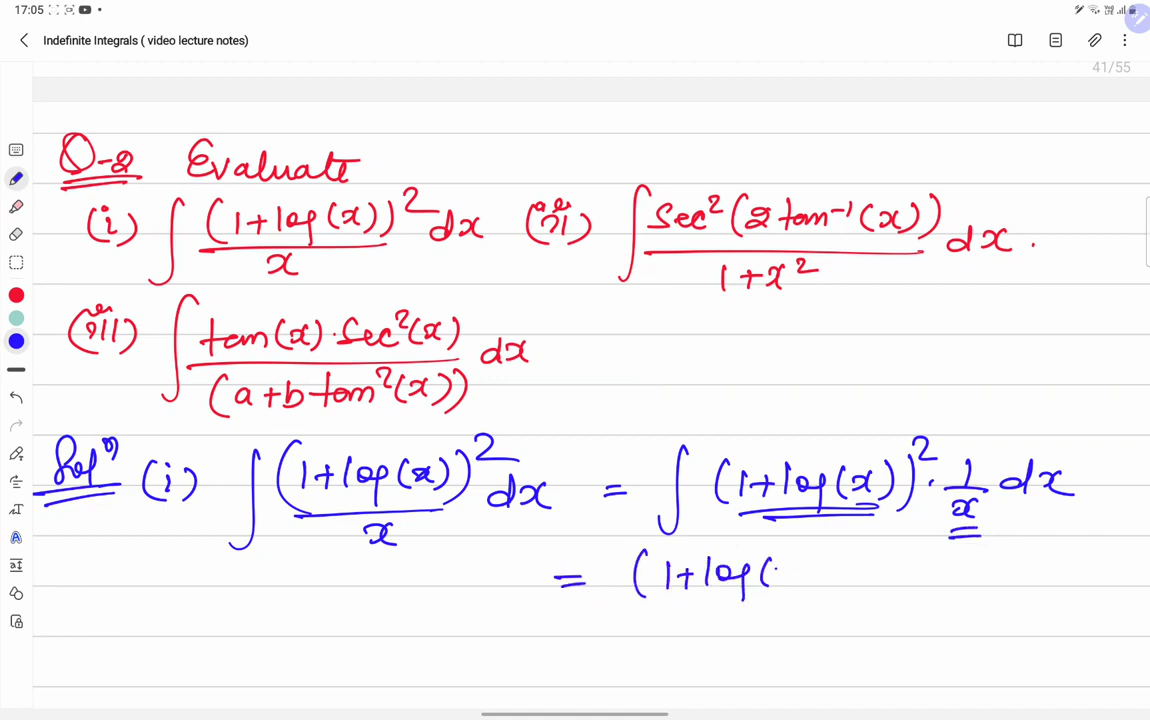 17:05
Indefinite Integrals ( video lecture notes)
41/55
Q-2 Evaluate
(i) ∫ (1+log(x))² / x dx (ii) ∫ sec²(2tan⁻¹(x)) / 1+x² dx.
(iii) ∫ tan(x)·sec²(x) / (a+b tan²(x)) dx
Solⁿ (i) ∫ (1+log(x))² / x dx = ∫ (1+log(x))² · 1/x dx
= (1+log(